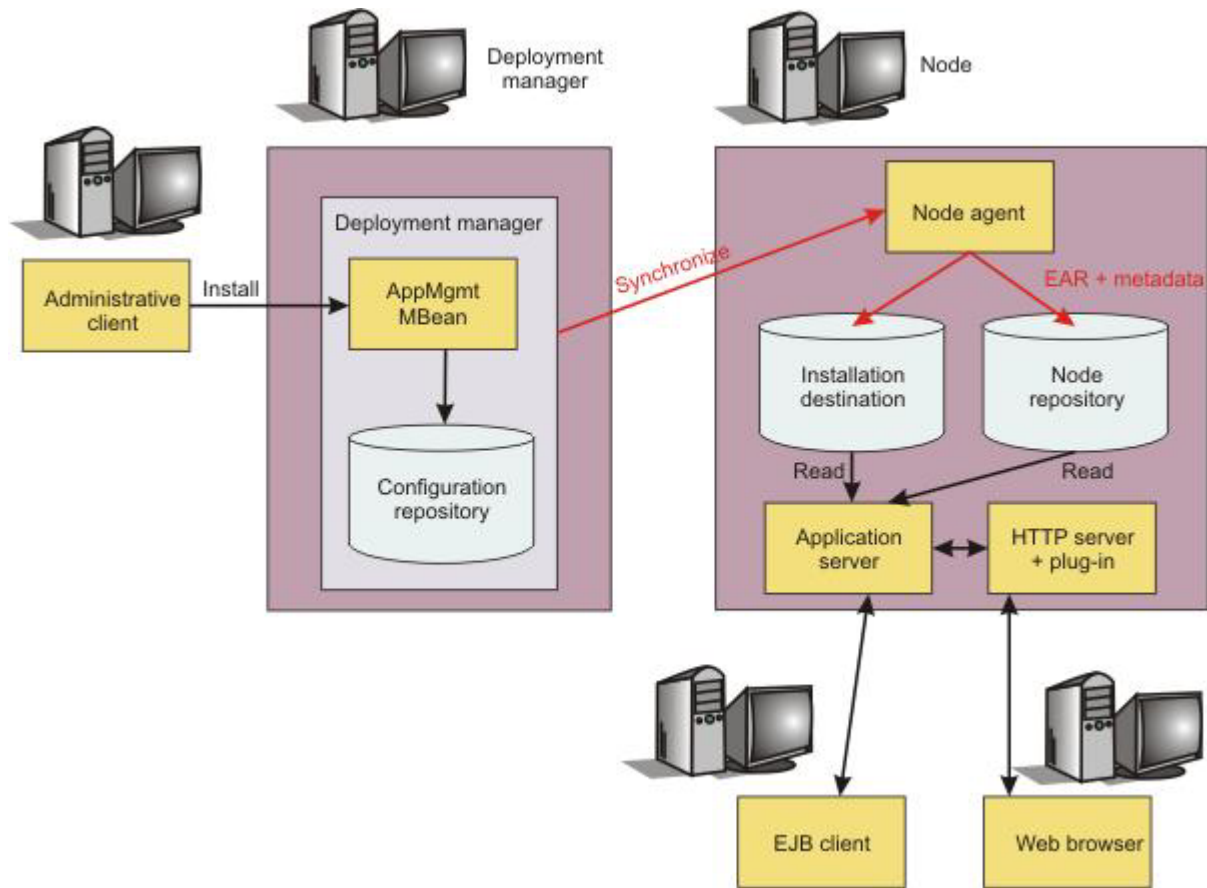 Deployment
manager
Node
Deployment manager
Administrative
client
Install
AppMgmt
MBean
Configuration
repository
Synchronize
Node agent
EAR + metadata
Installation
destination
Node
repository
Read
Read
Application
server
HTTP server
+ plug-in
EJB client
Web browser